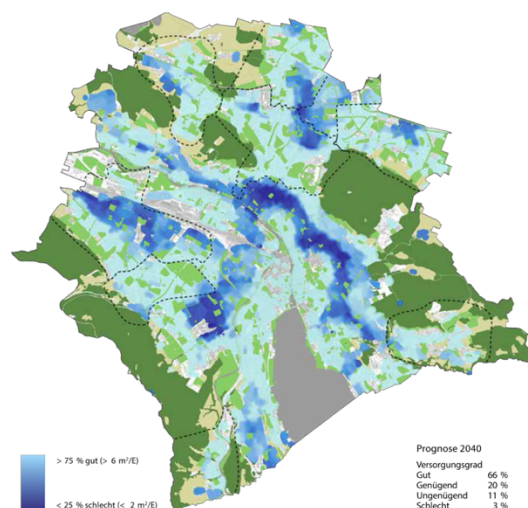 > 75 % gut (> 6 m²/E)
< 25 % schlecht (< 2 m²/E)
Prognose 2040
Versorgungsgrad
Gut 66 %
Genügend 20 %
Ungenügend 11 %
Schlecht 3 %